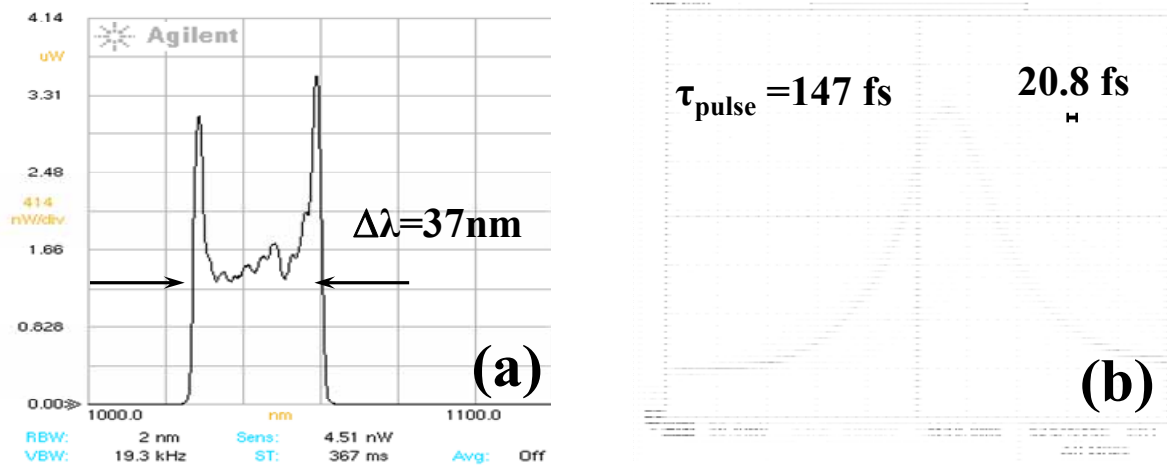 4.14
Agilent
uW
3.31
2.48
414
nW/div
1.66
0.828
0.00
1000.0 nm 1100.0
RBW: 2 nm Sens: 4.51 nW
VBW: 19.3 kHz ST: 367 ms Avg: Off
Δλ=37nm
(a)
τpulse =147 fs
20.8 fs
(b)